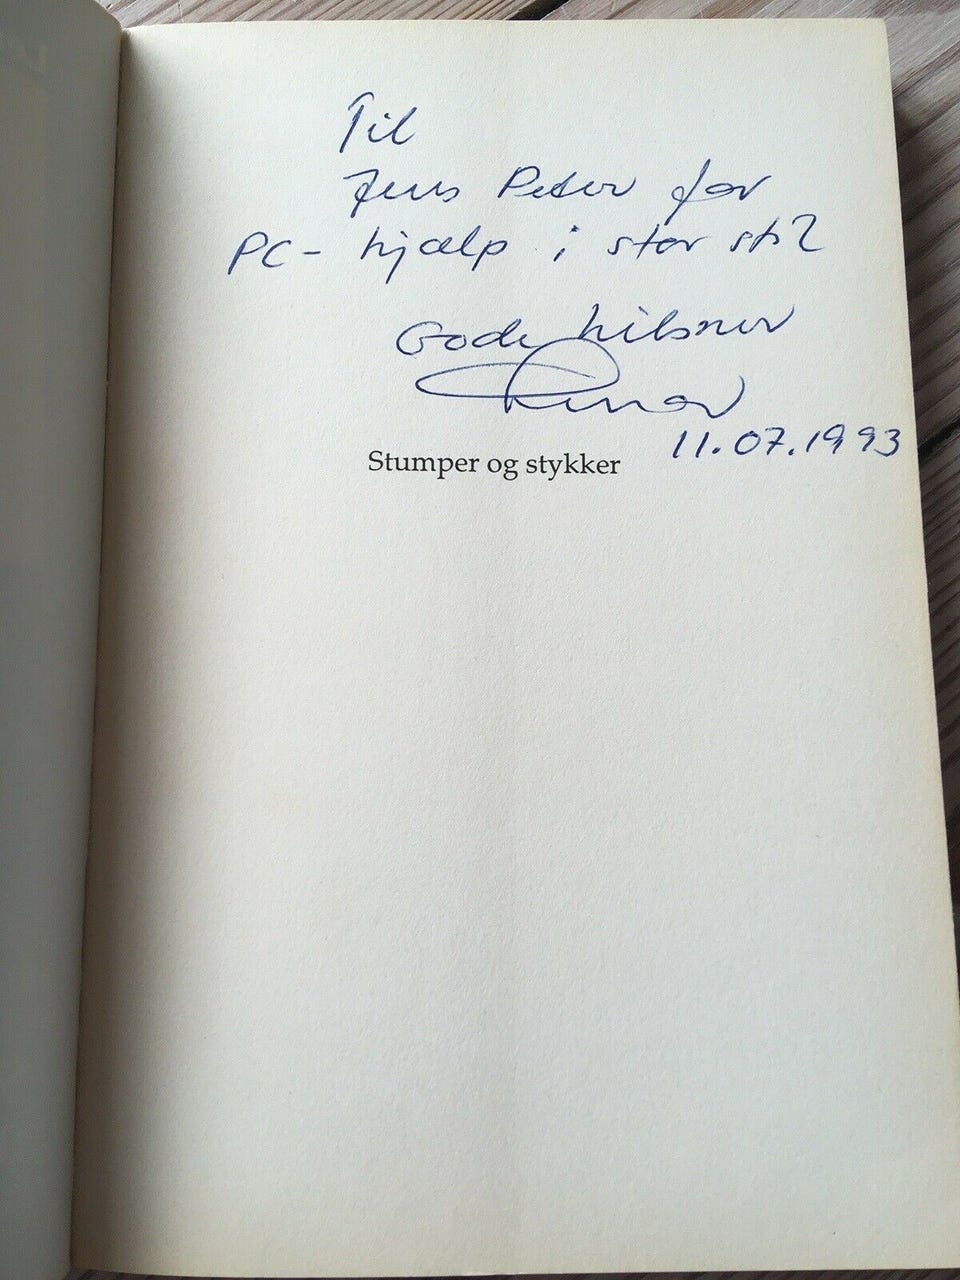 Til
Jens Peter for
PC-hjælp i stor stil
Gode hilsner
11.07.1993
Stumper og stykker